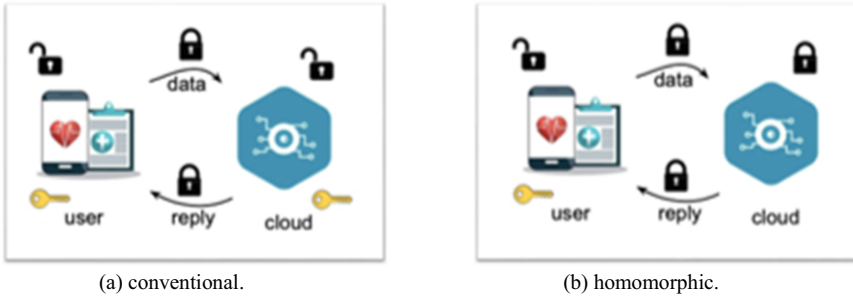 data
data
reply
user
cloud
reply
user
cloud
(a) conventional.
(b) homomorphic.